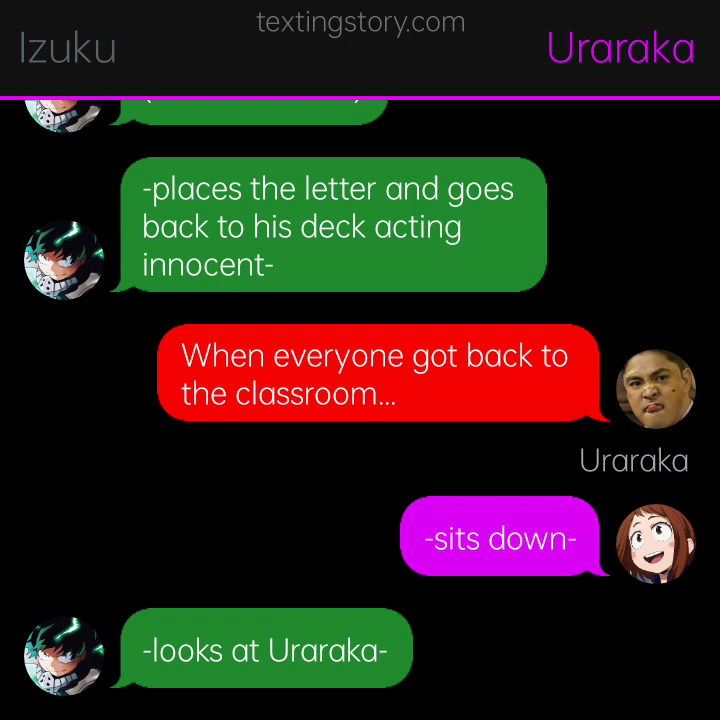 textingstory.com
Izuku
Uraraka
-places the letter and goes
back to his deck acting
innocent-
When everyone got back to
the classroom...
Uraraka
-sits down-
-looks at Uraraka-